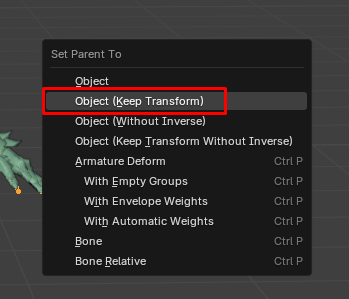 Set Parent To
Object
Object (Keep Transform)
Object (Without Inverse)
Object (Keep Transform Without Inverse)
Armature Deform Ctrl P
With Empty Groups Ctrl P
With Envelope Weights Ctrl P
With Automatic Weights Ctrl P
Bone Ctrl P
Bone Relative Ctrl P